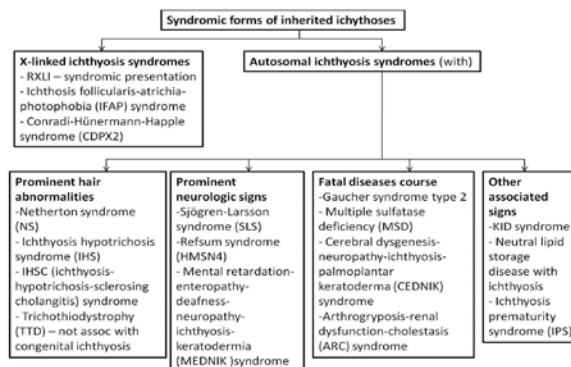 Syndromic forms of inherited ichythoses
X-linked ichthyosis syndromes
- RXLI – syndromic presentation
- Ichthosis follicularis-atrichia-
photophobia (IFAP) syndrome
- Conradi-Hünermann-Happle
syndrome (CDPX2)
Autosomal ichthyosis syndromes (with)
Prominent hair
abnormalities
-Netherton syndrome
(NS)
- Ichthyosis hypotrichosis
syndrome (IHS)
- IHSC (ichthyosis-
hypotrichosis-sclerosing
cholangitis) syndrome
- Trichothiodystrophy
(TTD) – not assoc with
congenital ichthyosis
Prominent
neurologic signs
-Sjögren-Larsson
syndrome (SLS)
- Refsum syndrome
(HMSN4)
- Mental retardation-
enteropathy-
deafness-
neuropathy-
ichthyosis-
keratodermia
(MEDNIK )syndrome
Fatal diseases course
-Gaucher syndrome type 2
- Multiple sulfatase
deficiency (MSD)
- Cerebral dysgenesis-
neuropathy-ichthyosis-
palmoplantar
keratoderma (CEDNIK)
syndrome
-Arthrogryposis-renal
dysfunction-cholestasis
(ARC) syndrome
Other
associated
signs
-KID syndrome
- Neutral lipid
storage
disease with
ichthyosis
- Ichthyosis
prematurity
syndrome (IPS)